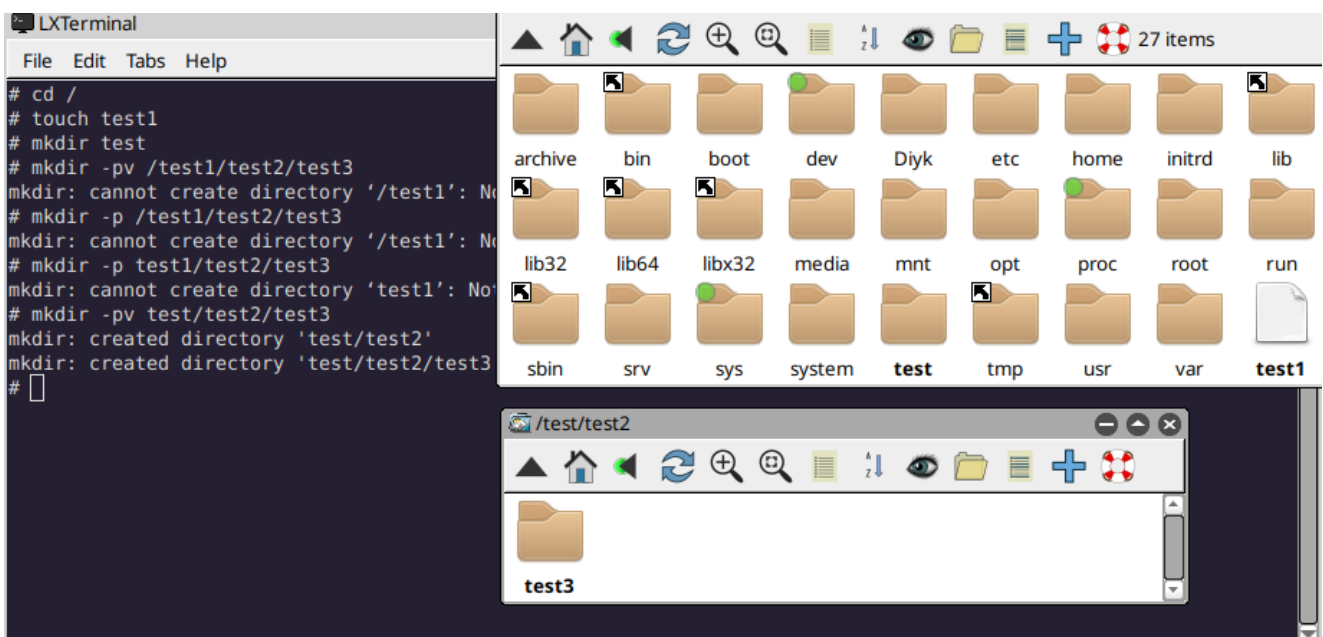 LXTerminal
File Edit Tabs Help
# cd /
# touch test1
# mkdir test
# mkdir -pv /test1/test2/test3
mkdir: cannot create directory ‘/test1’:
# mkdir -p /test1/test2/test3
mkdir: cannot create directory ‘/test1’:
# mkdir -p test1/test2/test3
mkdir: cannot create directory ‘test1’: Not
# mkdir -pv test/test2/test3
mkdir: created directory 'test/test2'
mkdir: created directory 'test/test2/test3
#
27 items
archive bin boot dev Diyk etc home initrd lib
lib32 lib64 libx32 media mnt opt proc root run
sbin srv sys system test tmp usr var test1
/test/test2
test3